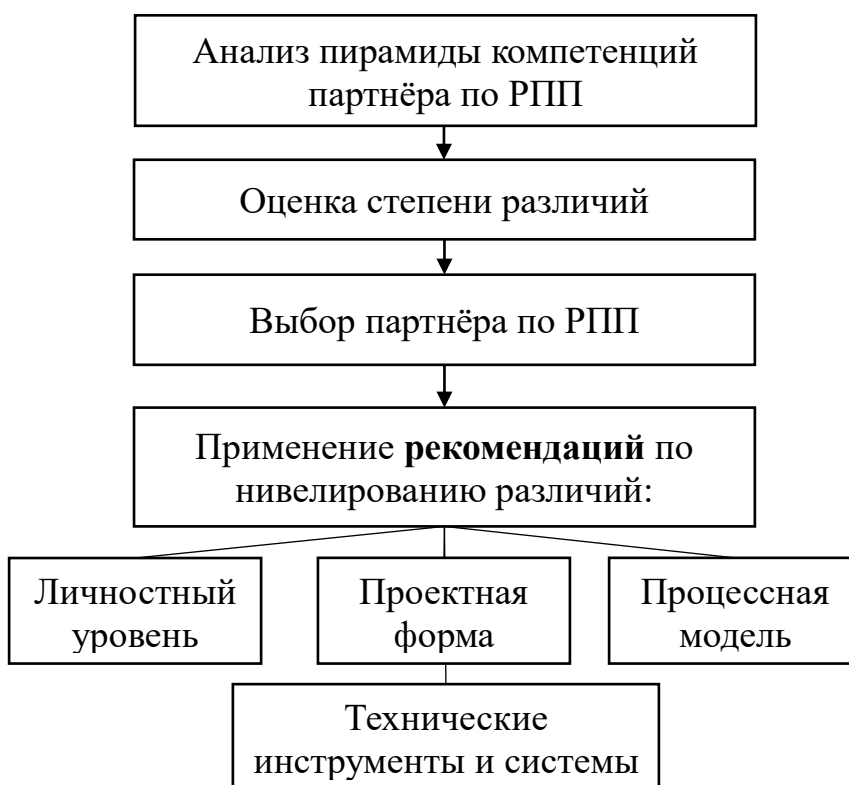 Анализ пирамиды компетенций
партнёра по РПП
Оценка степени различий
Выбор партнёра по РПП
Применение рекомендаций по
нивелированию различий:
Личностный
уровень
Проектная
форма
Процессная
модель
Технические
инструменты и системы